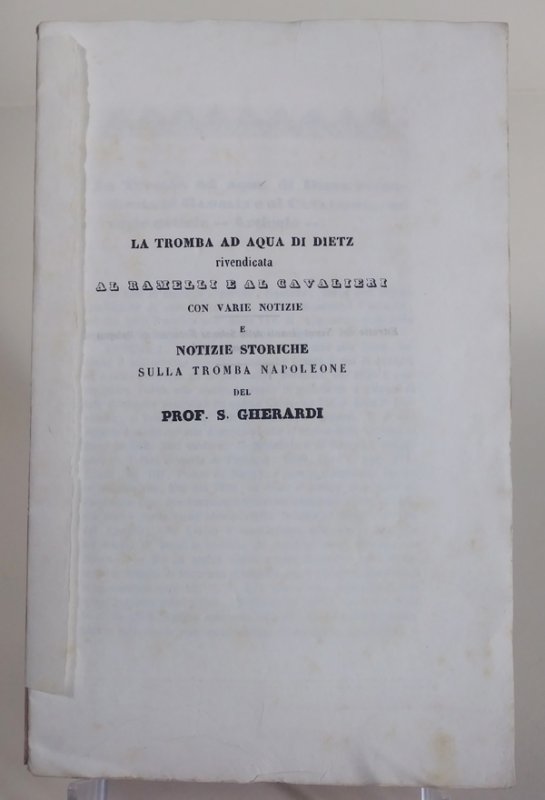 LA TROMBA AD AQUA DI DIETZ
rivendicata
AL RAMELLI E AL CAVALIERI
CON VARIE NOTIZIE
E
NOTIZIE STORICHE
SULLA TROMBA NAPOLEONE
DEL
PROF. S. GHERARDI